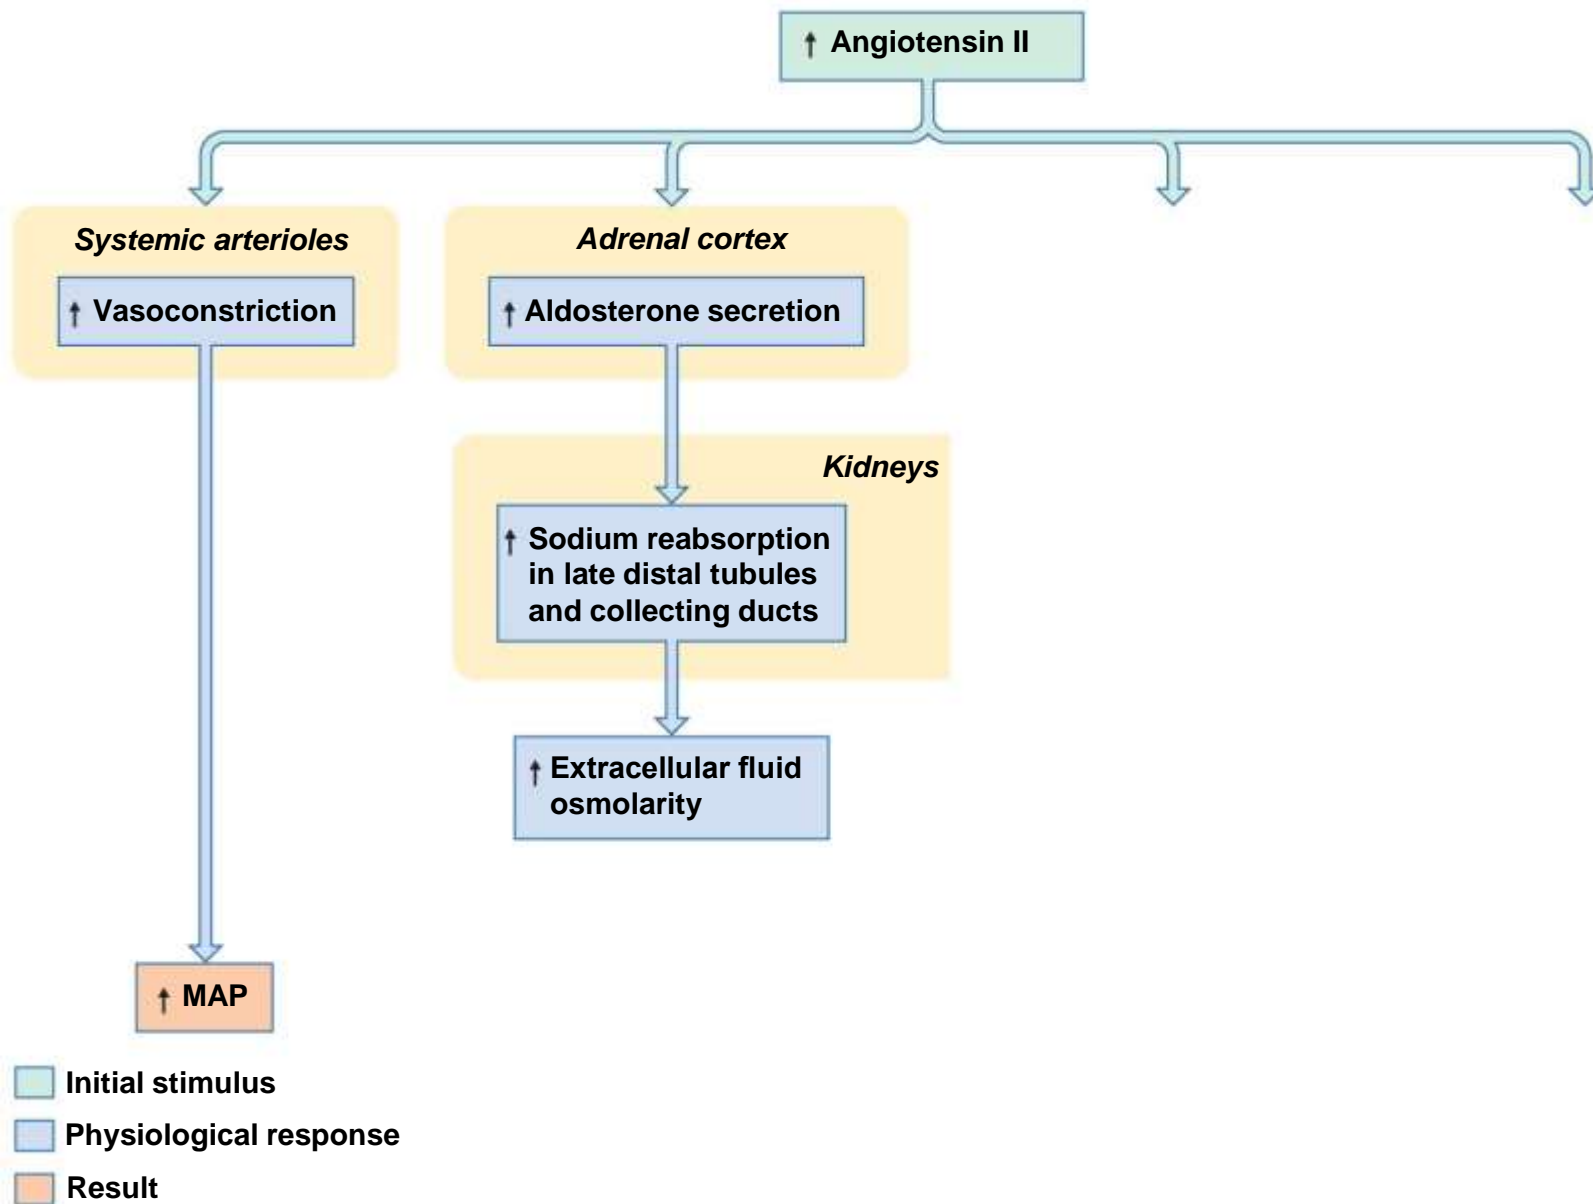 ↑ Angiotensin II
Systemic arterioles
↑ Vasoconstriction
Adrenal cortex
↑ Aldosterone secretion
Kidneys
↑ Sodium reabsorption
in late distal tubules
and collecting ducts
↑ Extracellular fluid
osmolarity
↑ MAP
Initial stimulus
Physiological response
Result